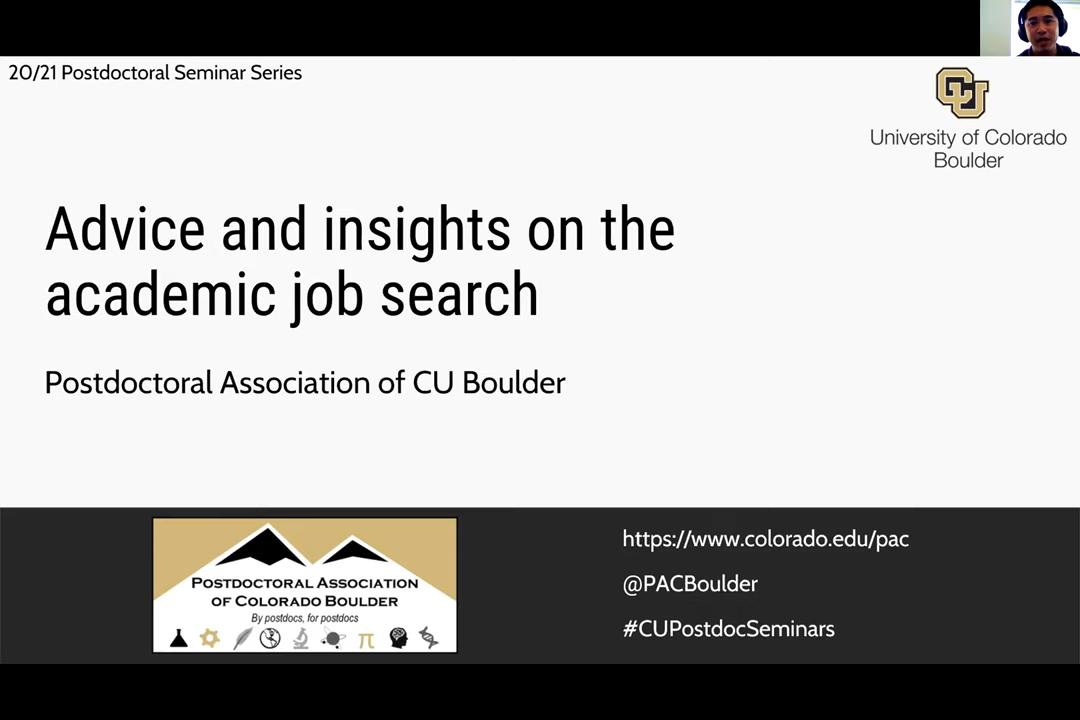 20/21 Postdoctoral Seminar Series
CU
University of Colorado
Boulder
Advice and insights on the
academic job search
Postdoctoral Association of CU Boulder
POSTDOCTORAL ASSOCIATION
OF COLORADO BOULDER
By postdocs, for postdocs
π
https://www.colorado.edu/pac
@PACBoulder
#CUPostdocSeminars